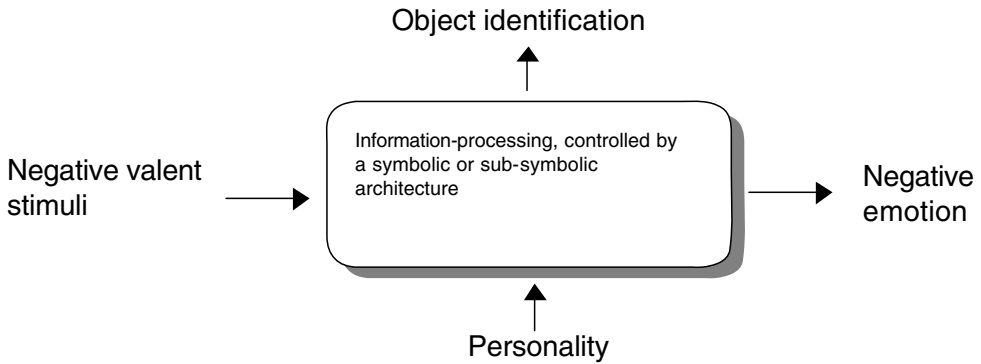 Object identification
Information-processing, controlled by
a symbolic or sub-symbolic
architecture
Negative valent
stimuli
Negative
emotion
Personality